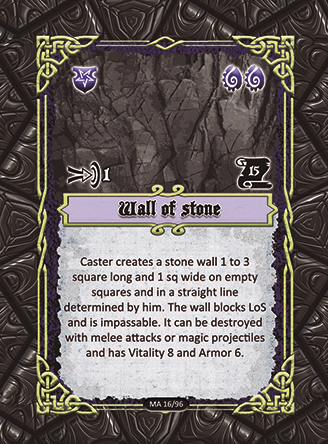 1
15
Wall of stone
Caster creates a stone wall 1 to 3
square long and 1 sq wide on empty
squares and in a straight line
determined by him. The wall blocks LoS
and is impassable. It can be destroyed
with melee attacks or magic projectiles
and has Vitality 8 and Armor 6.
MA 16/96